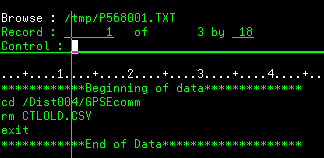 Browse : /tmp/P568001.TXT
Record : 1 of 3 by 18
Control :
....+....1....+....2....+....3....+....4....+....
************Beginning of data**************
cd /Dist004/GPSEcomm
rm CTLOLD.CSV
exit
************End of Data********************